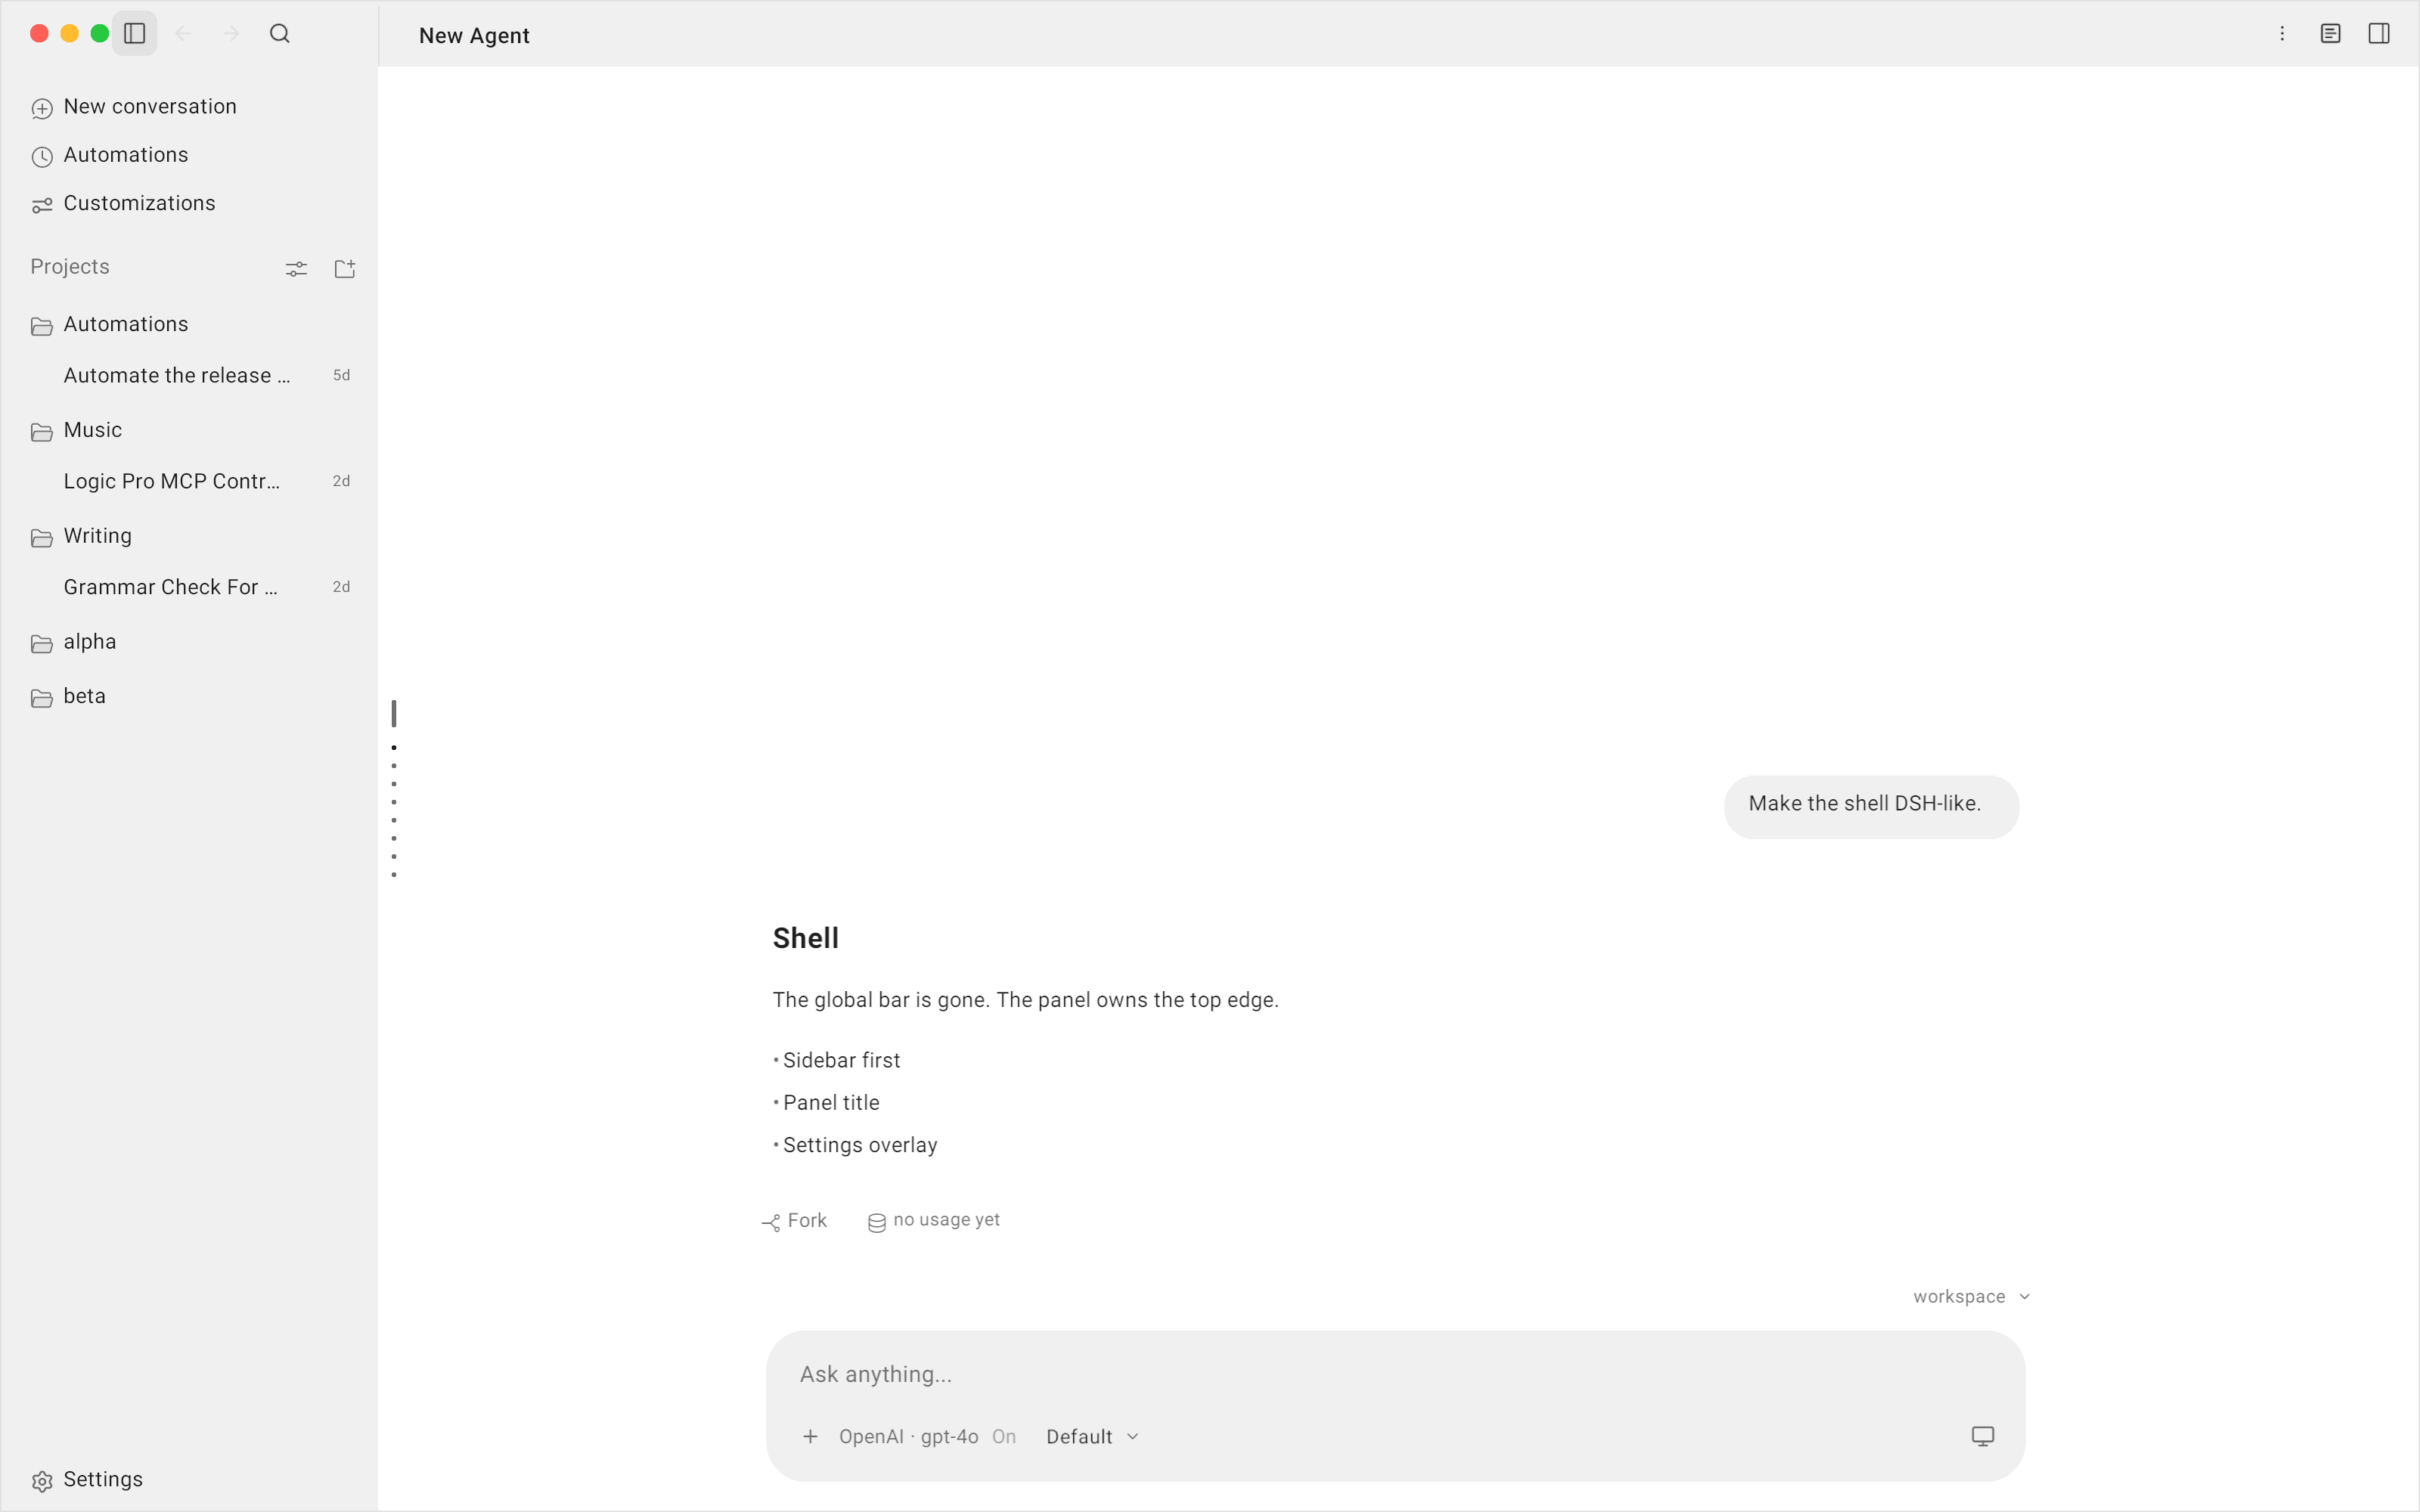 New Agent
New conversation
Automations
Customizations
Projects
Automations
Automate the release ... 5d
Music
Logic Pro MCP Contr... 2d
Writing
Grammar Check For ... 2d
alpha
beta
Settings
Make the shell DSH-like.
Shell
The global bar is gone. The panel owns the top edge.
• Sidebar first
• Panel title
• Settings overlay
Fork no usage yet
workspace
Ask anything...
OpenAI · gpt-4o On Default